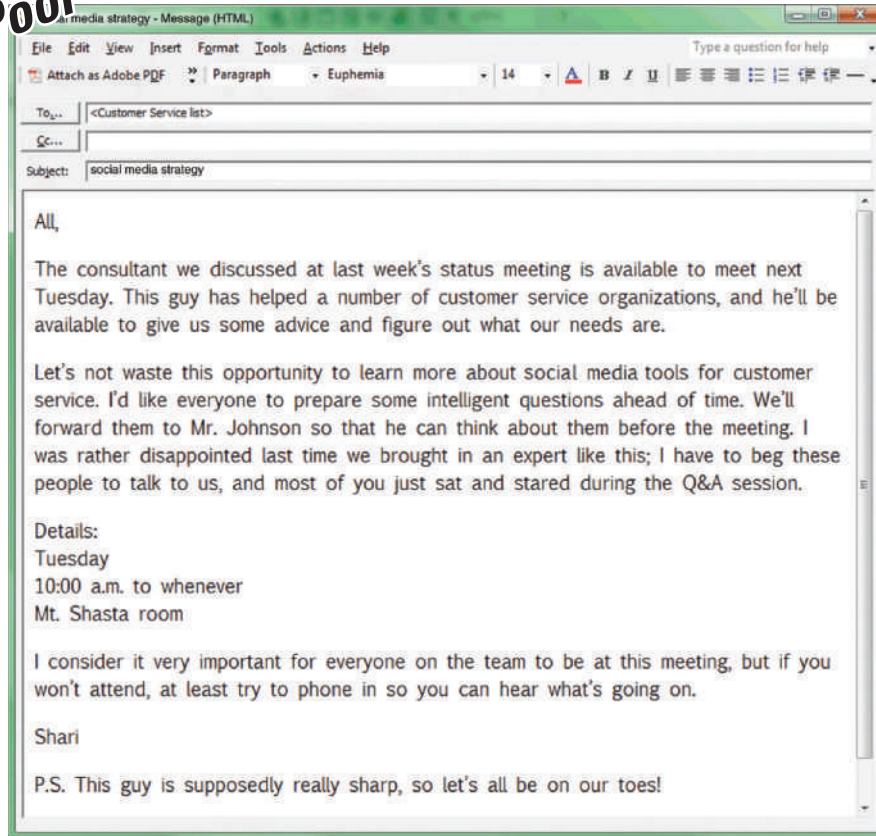 Poor
media strategy - Message (HTML)
File Edit View Insert Format Tools Actions Help Type a question for help
Attach as Adobe PDF » Paragraph Euphemia 14 A B I U
To... <Customer Service list>
Cc...
Subject: social media strategy
All,
The consultant we discussed at last week's status meeting is available to meet next
Tuesday. This guy has helped a number of customer service organizations, and he'll be
available to give us some advice and figure out what our needs are.
Let's not waste this opportunity to learn more about social media tools for customer
service. I'd like everyone to prepare some intelligent questions ahead of time. We'll
forward them to Mr. Johnson so that he can think about them before the meeting. I
was rather disappointed last time we brought in an expert like this; I have to beg these
people to talk to us, and most of you just sat and stared during the Q&A session.
Details:
Tuesday
10:00 a.m. to whenever
Mt. Shasta room
I consider it very important for everyone on the team to be at this meeting, but if you
won't attend, at least try to phone in so you can hear what's going on.
Shari
P.S. This guy is supposedly really sharp, so let's all be on our toes!